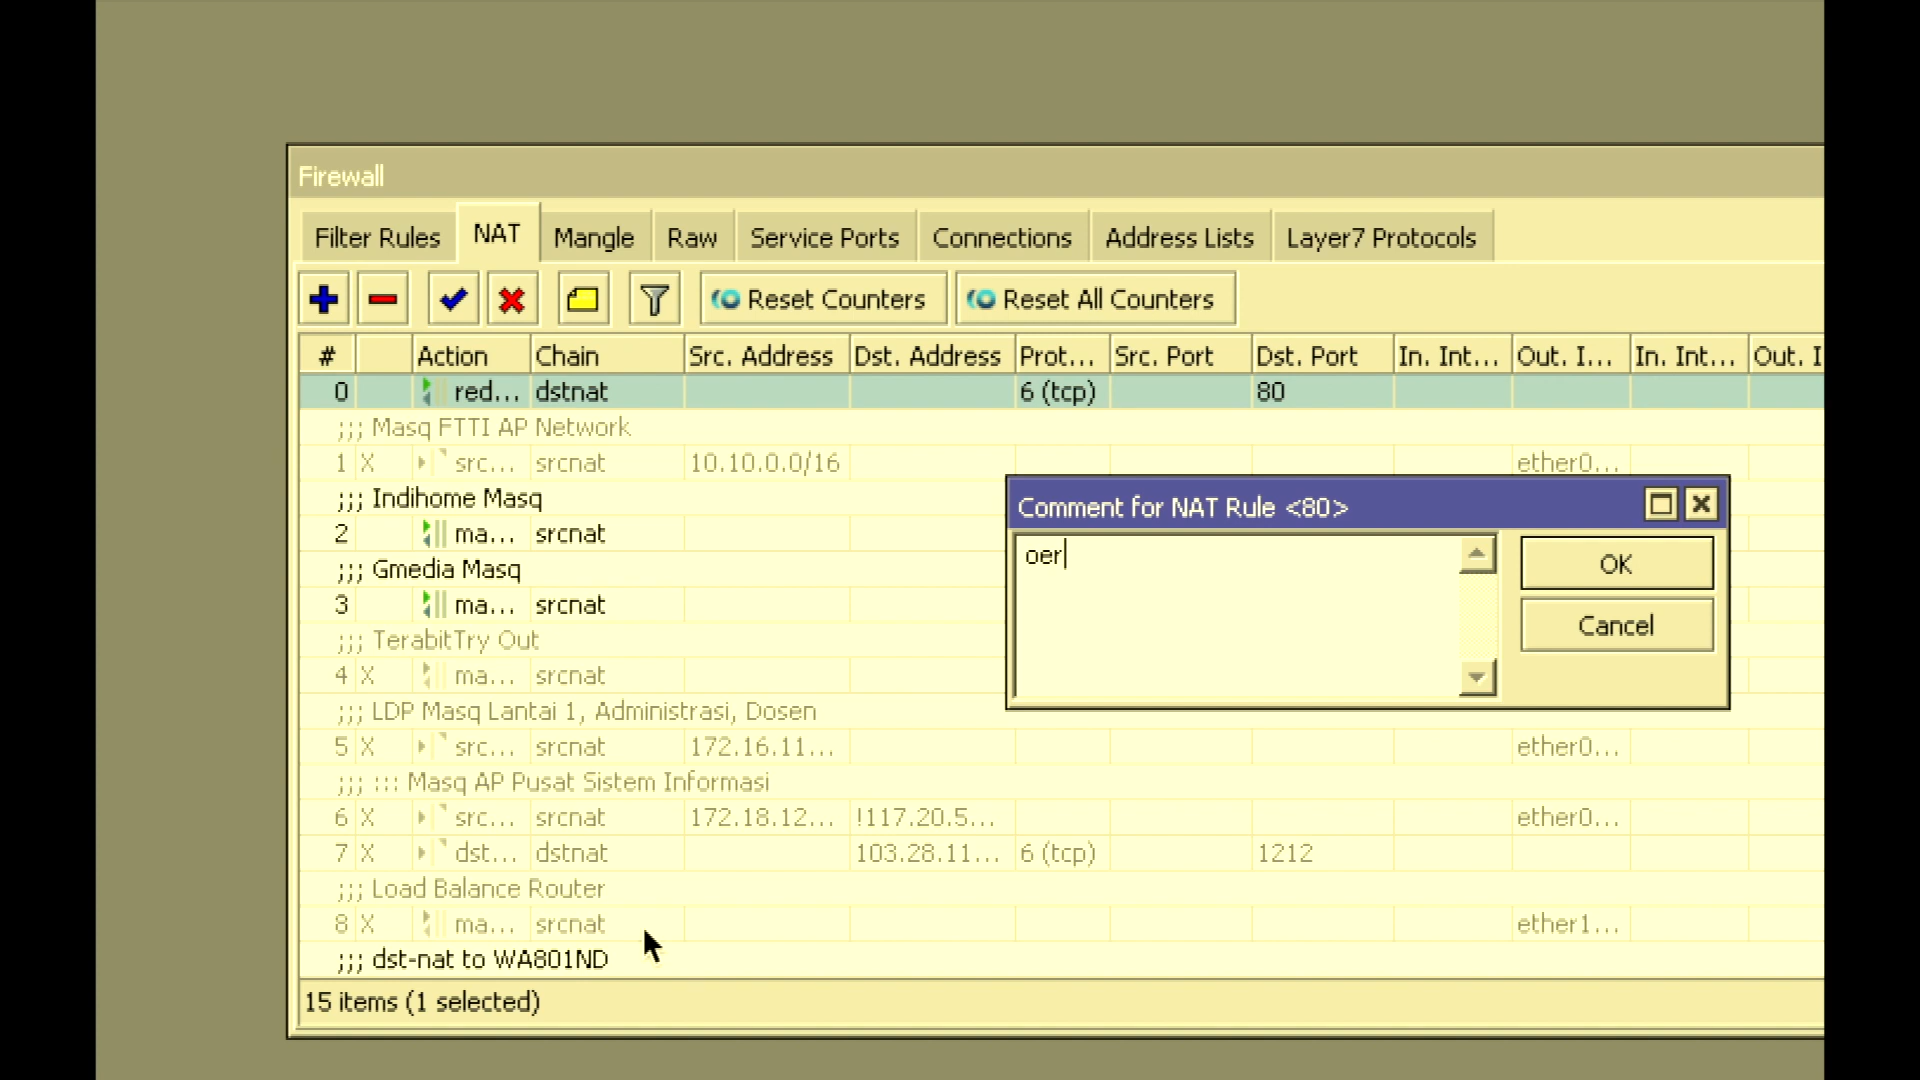 Firewall
Filter Rules NAT Mangle Raw Service Ports Connections Address Lists Layer7 Protocols
Reset Counters Reset All Counters
# Action Chain Src. Address Dst. Address Prot... Src. Port Dst. Port In. Int... Out. I... In. Int... Out. I
0 red... dstnat 6 (tcp) 80
;;; Masq FTTI AP Network
1 X src... srcnat 10.10.0.0/16 ether0...
;;; Indihome Masq
2 ma... srcnat
;;; Gmedia Masq
3 ma... srcnat
;;; TerabitTry Out
4 X ma... srcnat
;;; LDP Masq Lantai 1, Administrasi, Dosen
5 X src... srcnat 172.16.11... ether0...
;;; ::: Masq AP Pusat Sistem Informasi
6 X src... srcnat 172.18.12... !117.20.5... ether0...
7 X dst... dstnat 103.28.11... 6 (tcp) 1212
;;; Load Balance Router
8 X ma... srcnat ether1...
;;; dst-nat to WA801ND
15 items (1 selected)
Comment for NAT Rule <80>
oer
OK
Cancel